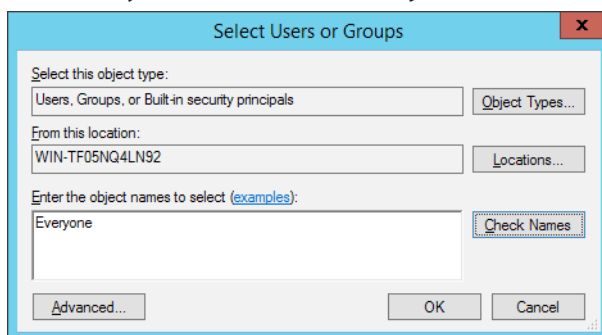 Select Users or Groups
x
Select this object type:
Users, Groups, or Built-in security principals
Object Types...
From this location:
WIN-TF05NQ4LN92
Locations...
Enter the object names to select (examples):
Everyone
Check Names
Advanced...
OK
Cancel